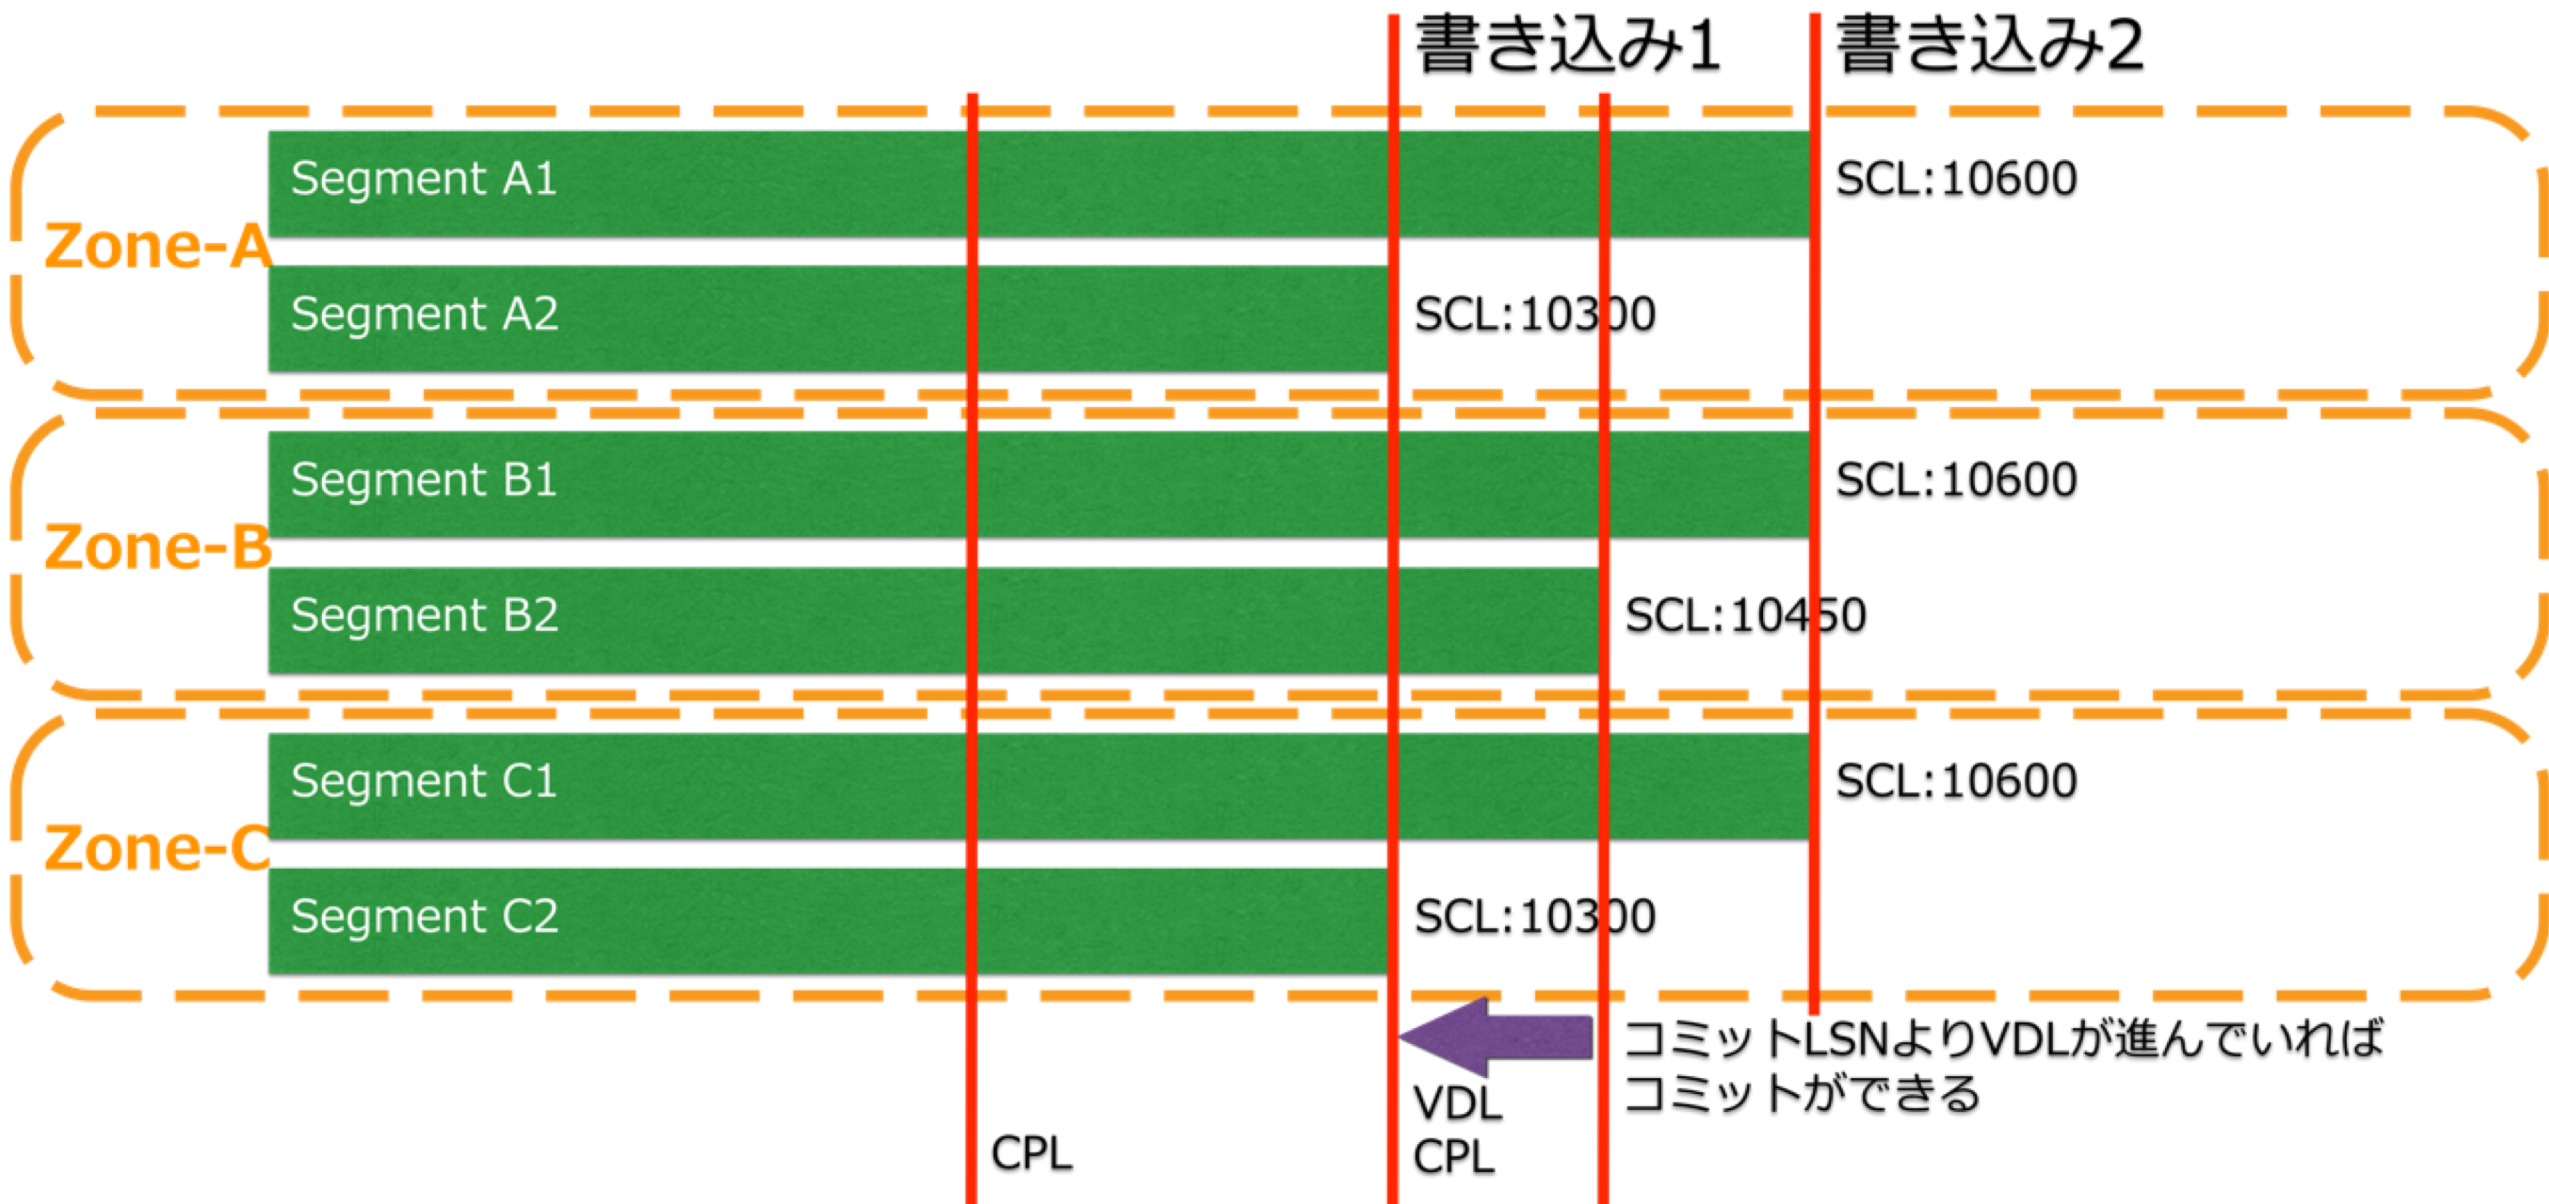 書き込み1
書き込み2
Zone-A
Segment A1
SCL:10600
Segment A2
SCL:10300
Zone-B
Segment B1
SCL:10600
Segment B2
SCL:10450
Zone-C
Segment C1
SCL:10600
Segment C2
SCL:10300
コミットLSNよりVDLが進んでいれば
コミットができる
VDL
CPL
CPL